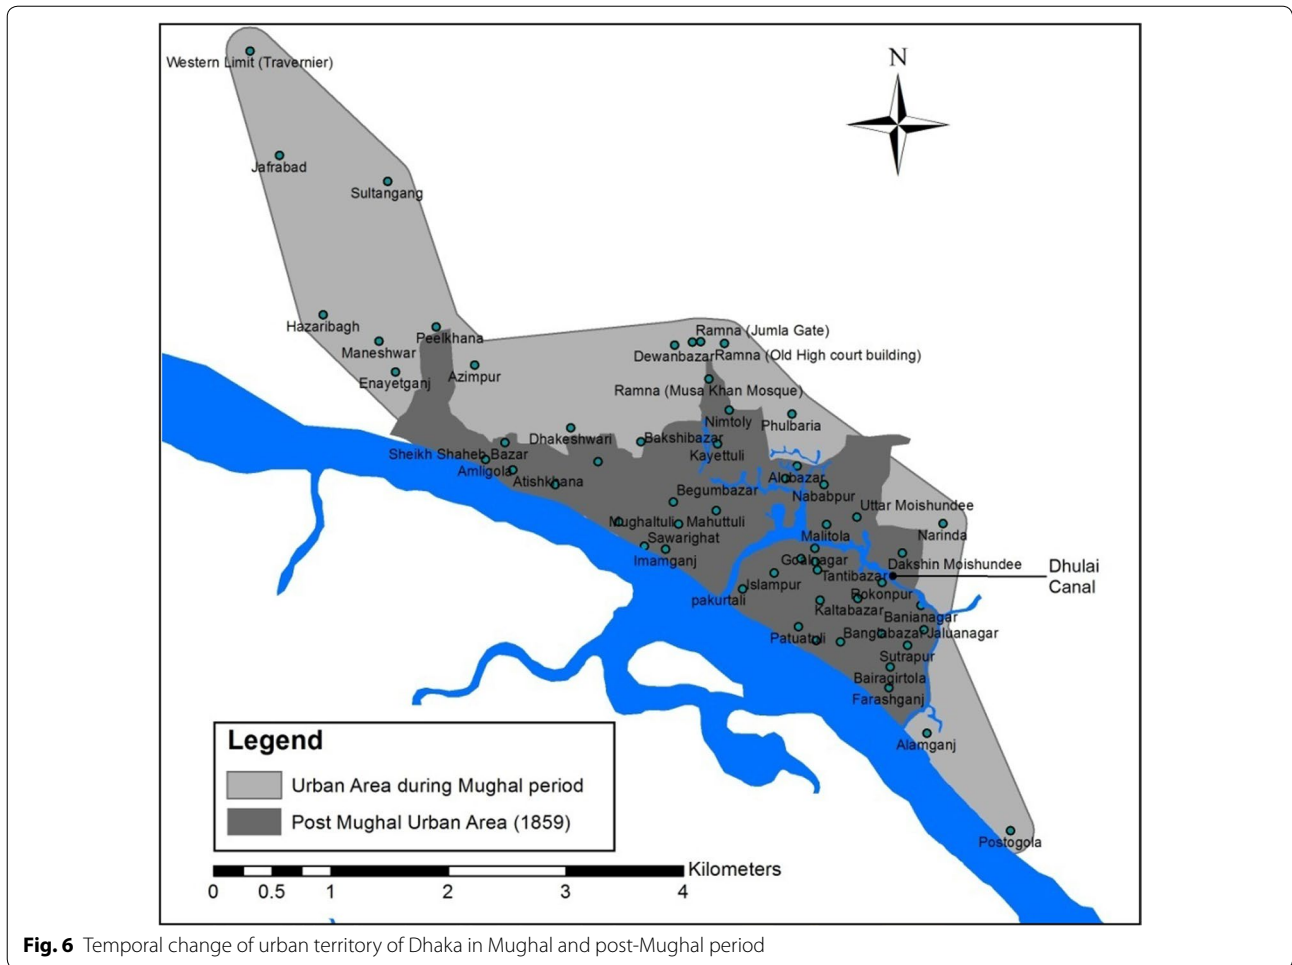 N
Western Limit (Travernier)
Jafrabad
Sultangang
Hazaribagh
Peelkhana
Ramna (Jumla Gate)
Maneshwar
Dewanbazar
Ramna (Old High court building)
Enayetganj
Azimpur
Ramna (Musa Khan Mosque)
Nimtoly
Phulbaria
Dhakeshwari
Bakshibazar
Sheikh Shaheb Bazar
Kayettuli
Amligola
Atishkhana
Alubazar
Begumbazar
Nababpur
Uttar Moishundee
Mughaltuli
Mahuttuli
Malitola
Narinda
Sawarighat
Imamganj
Goalnagar
Dakshin Moishundee
Dhulai
Canal
Tantibazar
Islampur
Rokonpur
pakurtali
Kaltabazar
Banianagar
Patuatuli
Banglabazar
Jaluanagar
Sutrapur
Bairagirtola
Farashganj
Alamganj
Postogola
Legend
Urban Area during Mughal period
Post Mughal Urban Area (1859)
Kilometers
0 0.5 1 2 3 4
Fig. 6 Temporal change of urban territory of Dhaka in Mughal and post-Mughal period